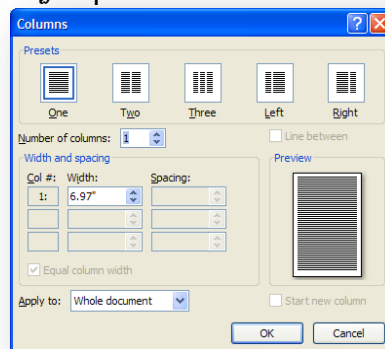 Columns
Presets
One Two Three Left Right
Number of columns: 1 Line between
Width and spacing Preview
Col #: Width: Spacing:
1: 6.97"
Equal column width
Apply to: Whole document Start new column
OK Cancel